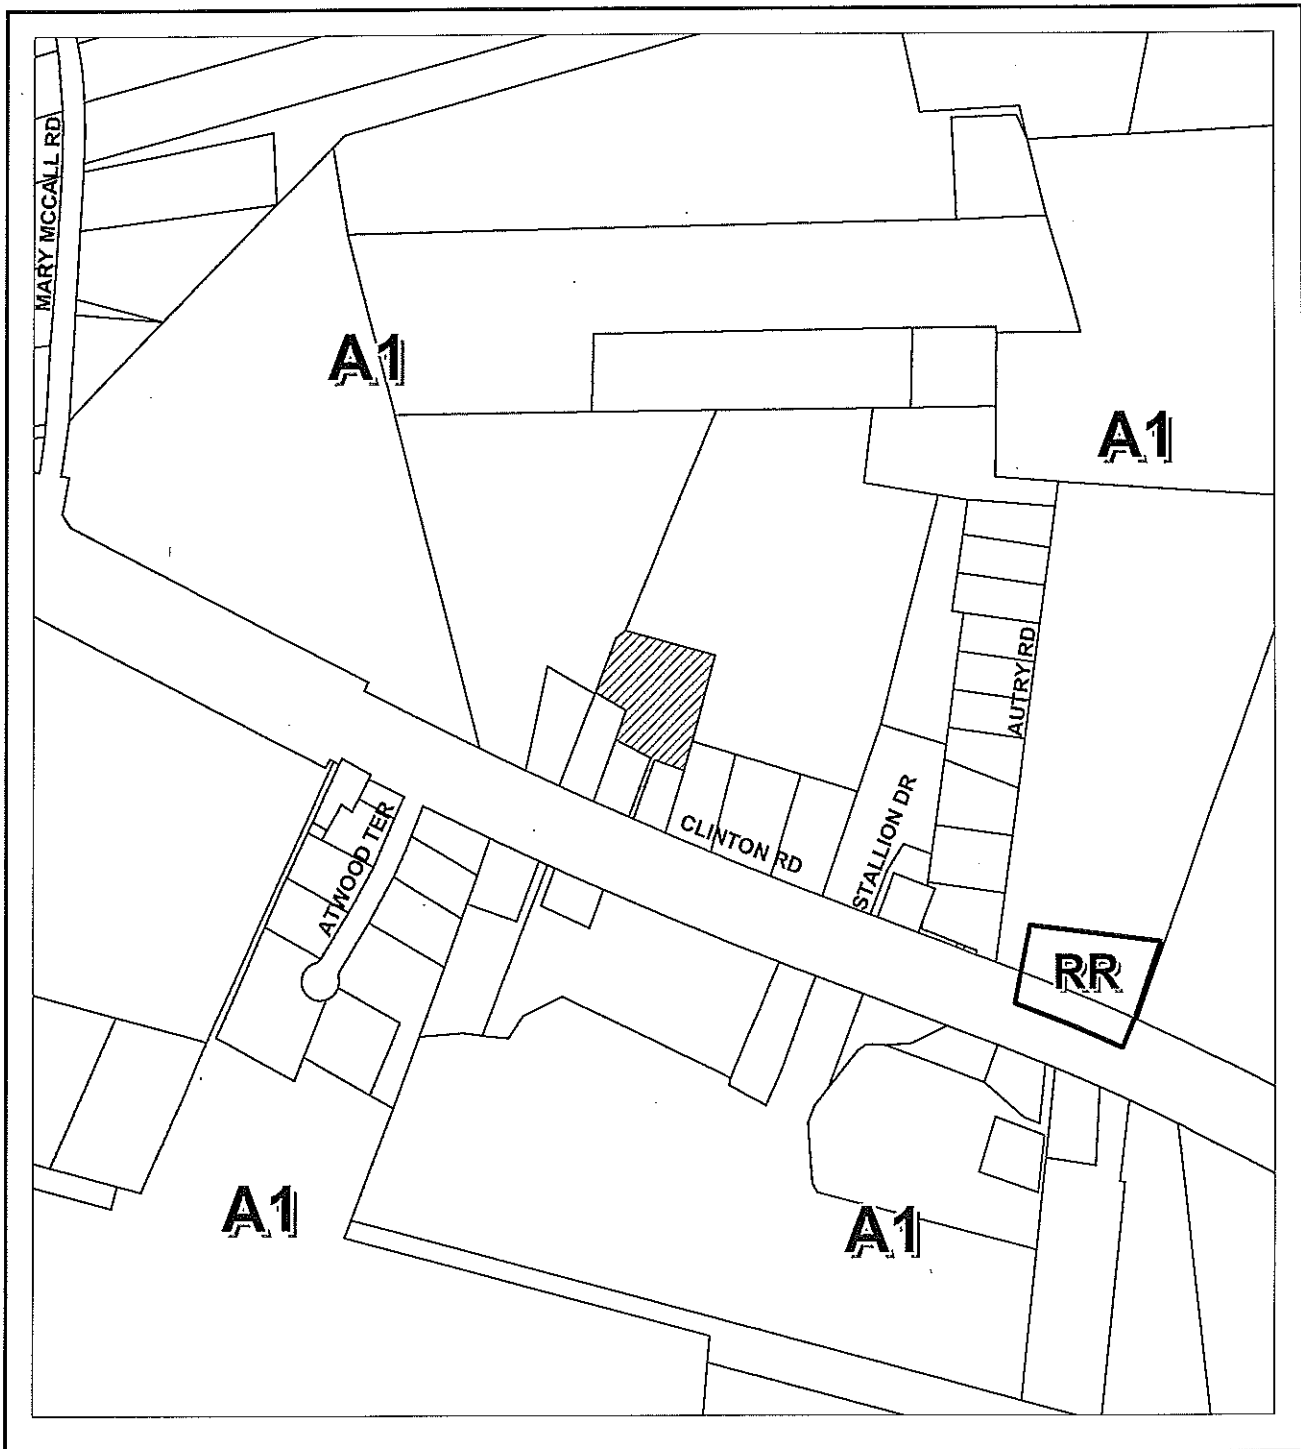 MARY MCCALL RD
A1
A1
AUTRY RD
CLINTON RD
STALLION DR
ATWOOD TER
RR
A1
A1